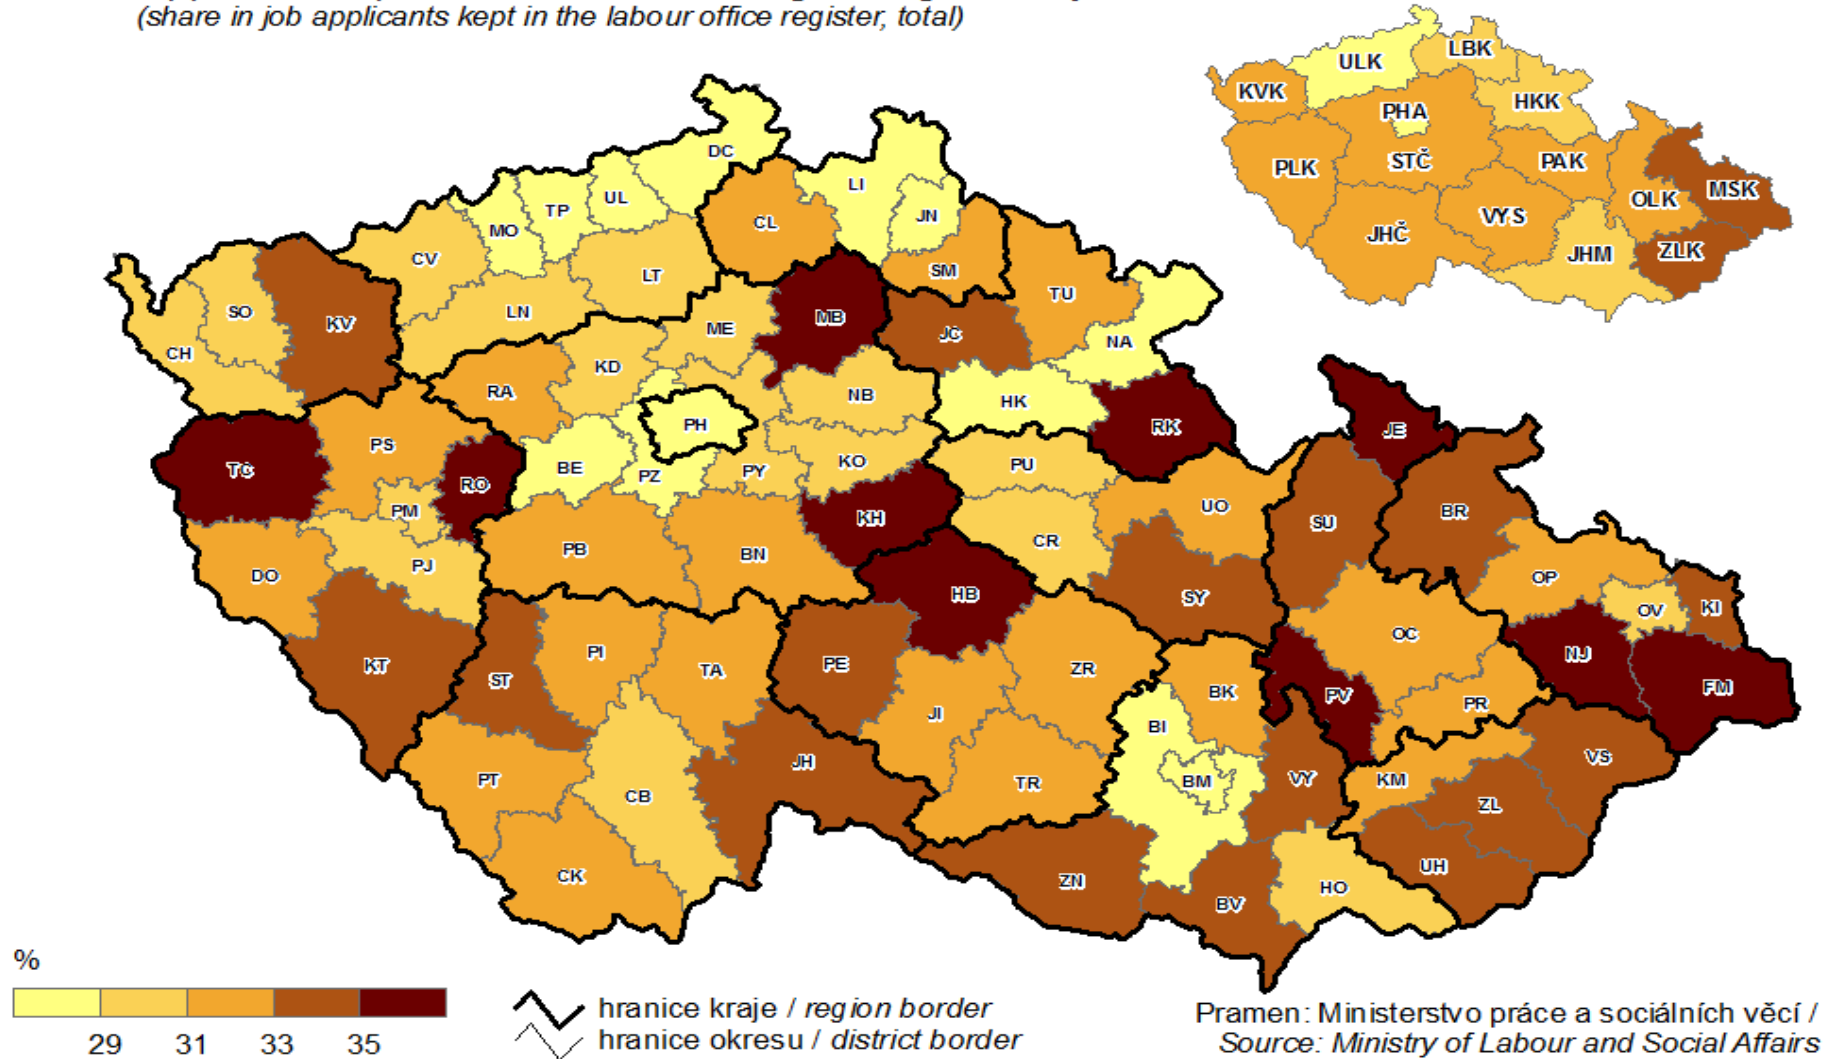 (share in job applicants kept in the labour office register, total)
ULK
LBK
KVK
HKK
PHA
PLK
STČ
PAK
MSK
OLK
VYS
JHČ
JHM
ZLK
DC
LI
UL
TP
JN
MO
CL
CV
LT
SM
TU
SO
LN
KV
MB
ME
JC
NA
CH
KD
RA
NB
HK
PH
RK
JE
PS
KO
PU
TC
BE
PZ
PY
RO
PM
KH
UO
BR
SU
CR
PB
BN
PJ
DO
OP
HB
SY
OV
KI
OC
PI
NJ
KT
PE
TA
ZR
ST
FM
BK
PV
PR
JI
BI
VS
JH
PT
TR
BM
VY
KM
CB
ZL
UH
CK
ZN
HO
BV
%
29 31 33 35
hranice kraje / region border
hranice okresu / district border
Pramen: Ministerstvo práce a sociálních věcí /
Source: Ministry of Labour and Social Affairs